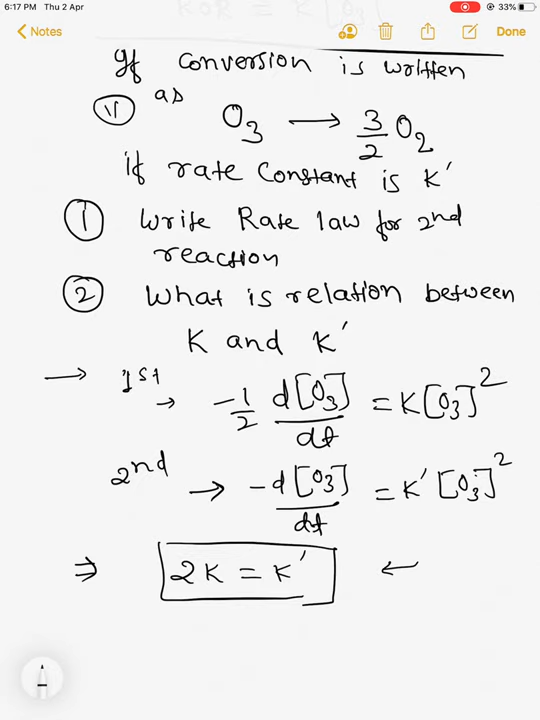 6:17 PM Thu 2 Apr 33%
Notes Done
If conversion is written
(II) as O₃ → 3/2 O₂
if rate constant is K'
① Write Rate law for 2nd
reaction
② What is relation between
K and K'
→ 1st → -1/2 d[O₃]/dt = K[O₃]²
2nd → -d[O₃]/dt = K'[O₃]²
⇒ 2K = K' ←